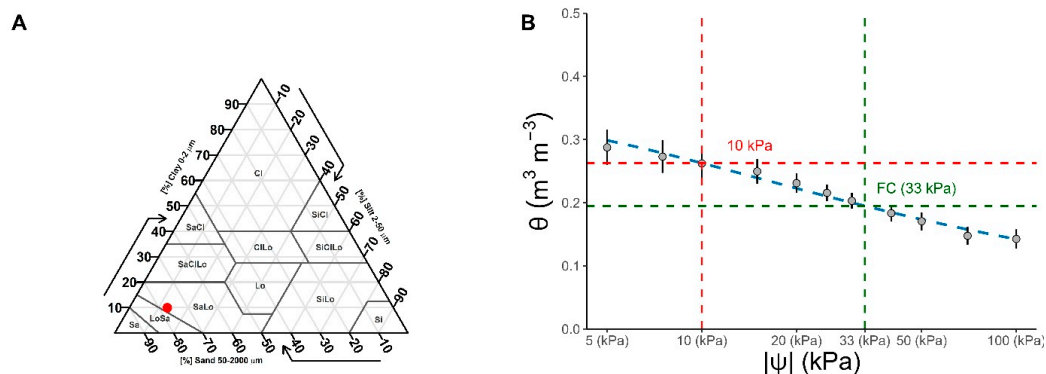 A
[%] Clay 0-2 µm
[%] Silt 2-50 µm
[%] Sand 50-2000 µm
90
80
70
60
50
40
30
20
10
10
20
30
40
50
60
70
80
90
90
80
70
60
50
40
30
20
10
Cl
SiCl
SaCl
ClLo
SiClLo
SaClLo
Lo
SaLo
SiLo
LoSa
Sa
Si
B
θ (m³ m⁻³)
0.5
0.4
0.3
0.2
0.1
0.0
10 kPa
FC (33 kPa)
5 (kPa)
10 (kPa)
20 (kPa)
33 (kPa)
50 (kPa)
100 (kPa)
|ψ| (kPa)